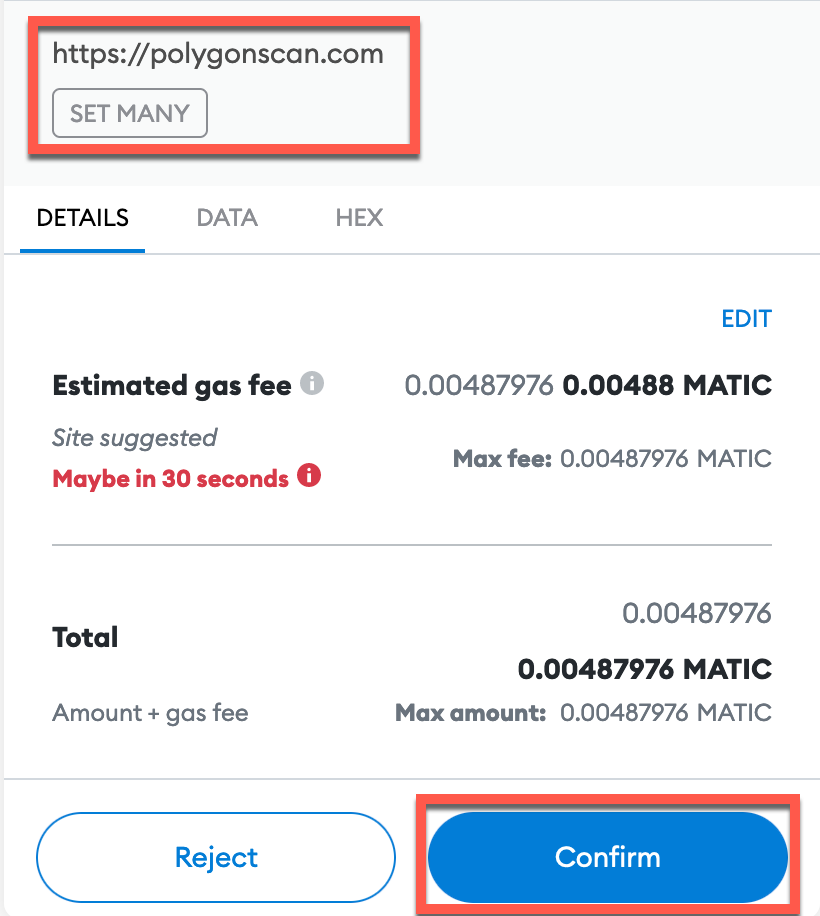 https://polygonscan.com
SET MANY
DETAILS DATA HEX
EDIT
Estimated gas fee 0.00487976 0.00488 MATIC
Site suggested
Max fee: 0.00487976 MATIC
Maybe in 30 seconds
0.00487976
Total
0.00487976 MATIC
Amount + gas fee Max amount: 0.00487976 MATIC
Reject Confirm